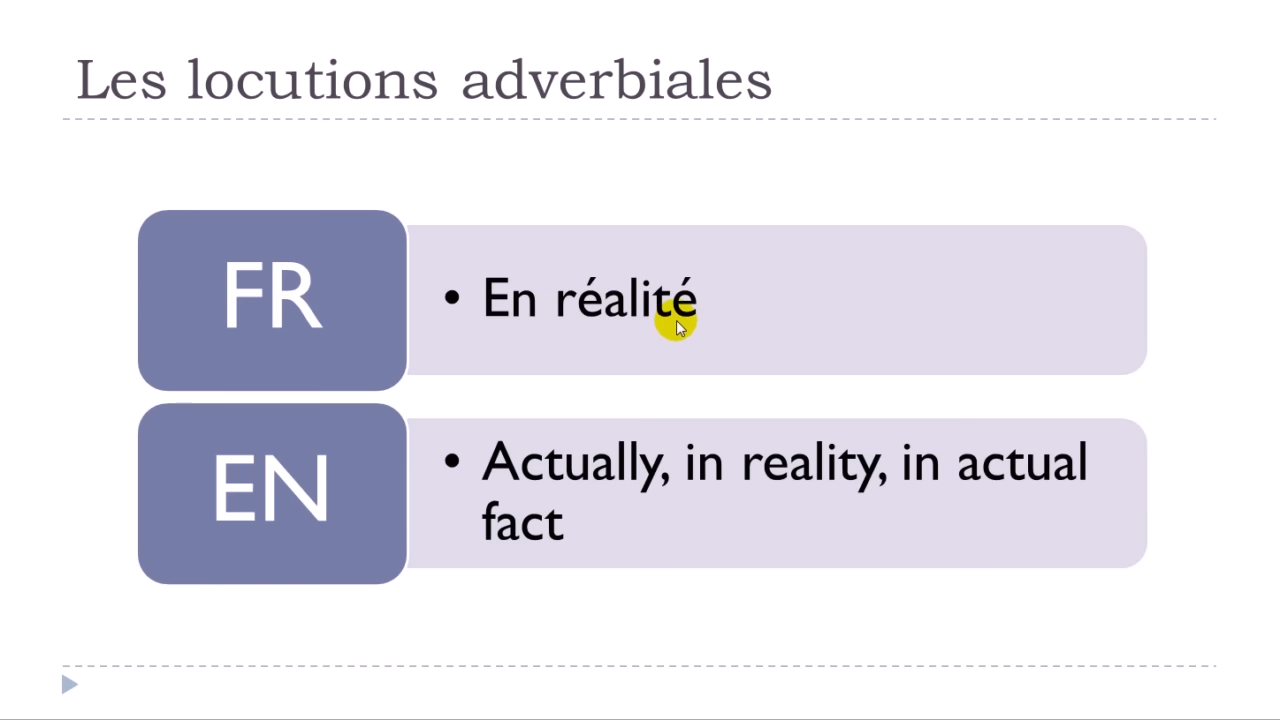 Les locutions adverbiales
FR
• En réalité
EN
• Actually, in reality, in actual
fact